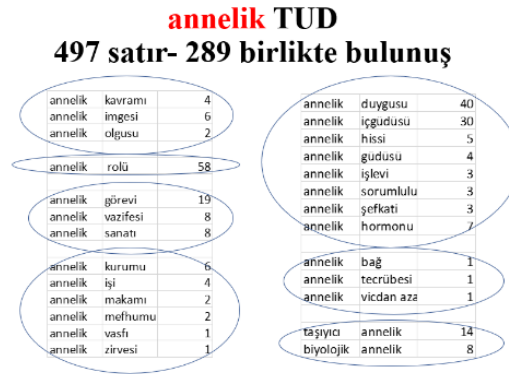 annelik TUD
497 satır- 289 birlikte bulunuş
annelik kavramı 4
annelik imgesi 6
annelik olgusu 2
annelik rolü 58
annelik görevi 19
annelik vazifesi 8
annelik sanatı 8
annelik kurumu 6
annelik işi 4
annelik makamı 2
annelik mefhumu 2
annelik vasfı 1
annelik zirvesi 1
annelik duygusu 40
annelik içgüdüsü 30
annelik hissi 5
annelik güdüsü 4
annelik işlevi 3
annelik sorumlulu 3
annelik şefkati 3
annelik hormonu 7
annelik bağ 1
annelik tecrübesi 1
annelik vicdan aza 1
taşıyıcı annelik 14
biyolojik annelik 8